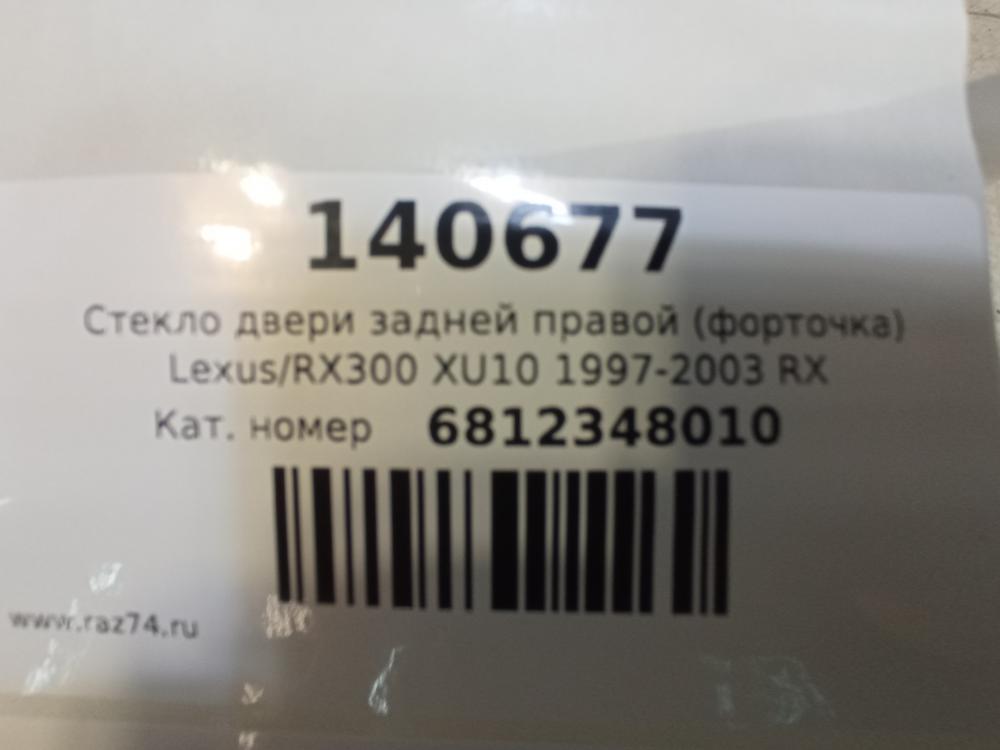 140677
Стекло двери задней правой (форточка)
Lexus/RX300 XU10 1997-2003 RX
Кат. номер 6812348010
www.raz74.ru